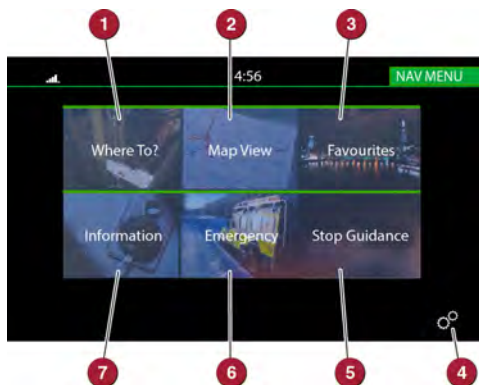 1 2 3
4:56 NAV MENU
Where To? Map View Favourites
Information Emergency Stop Guidance
7 6 5 4